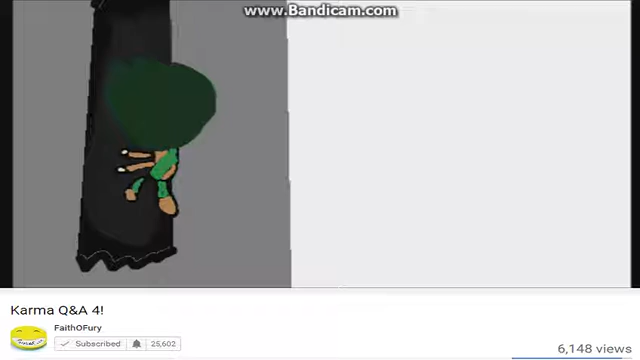 www.Bandicam.com
Karma Q&A 4!
FaithOFury
Subscribed 25,602
6,148 views